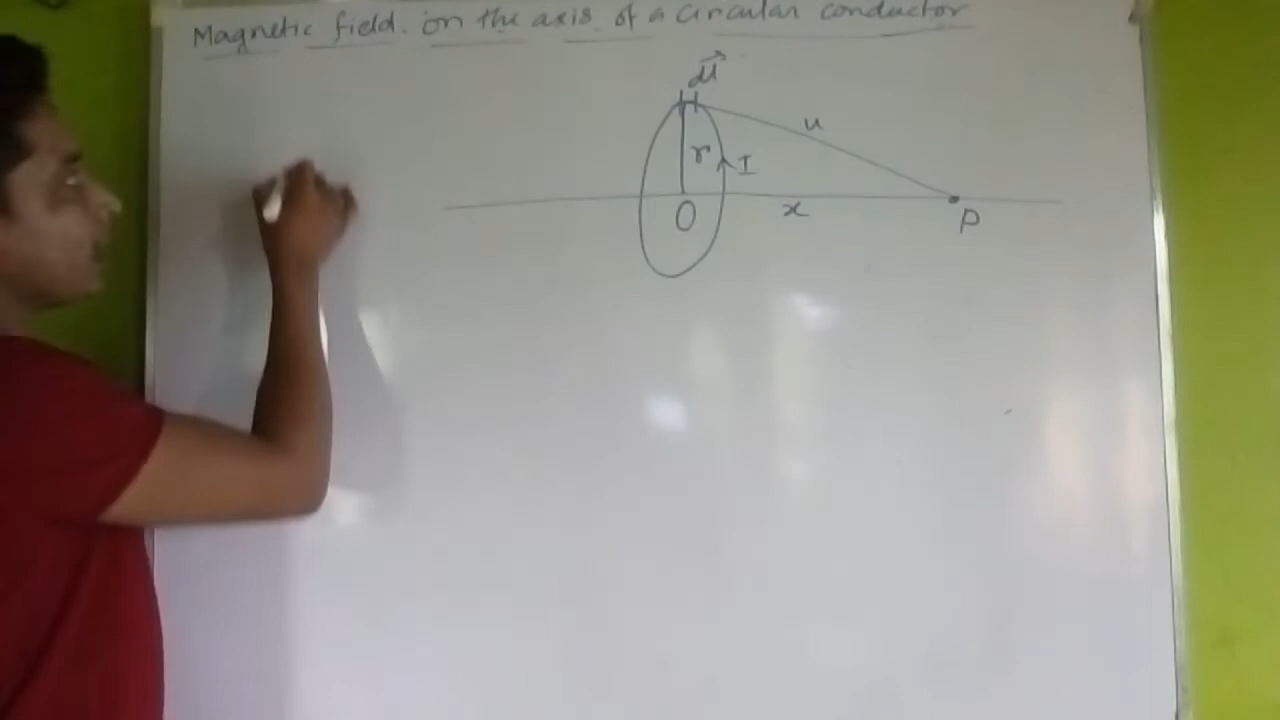 Magnetic field on the axis of a circular conductor
dl
u
r
I
O
x
P